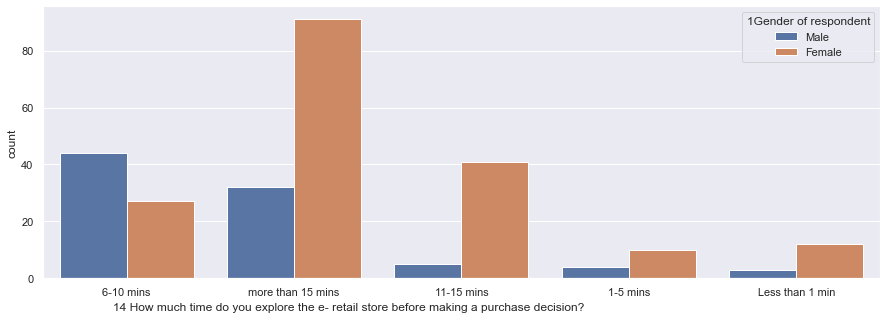 1Gender of respondent
Male
Female
count
80
60
40
20
0
6-10 mins
more than 15 mins
11-15 mins
1-5 mins
Less than 1 min
14 How much time do you explore the e- retail store before making a purchase decision?